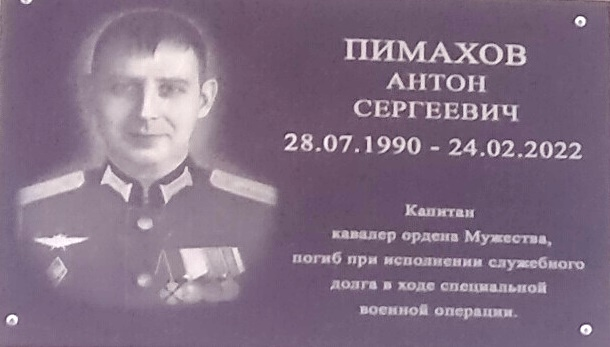 ПИМАХОВ
АНТОН
СЕРГЕЕВИЧ
28.07.1990 - 24.02.2022
Капитан
кавалер ордена Мужества,
погиб при исполнении служебного
долга в ходе специальной
военной операции.